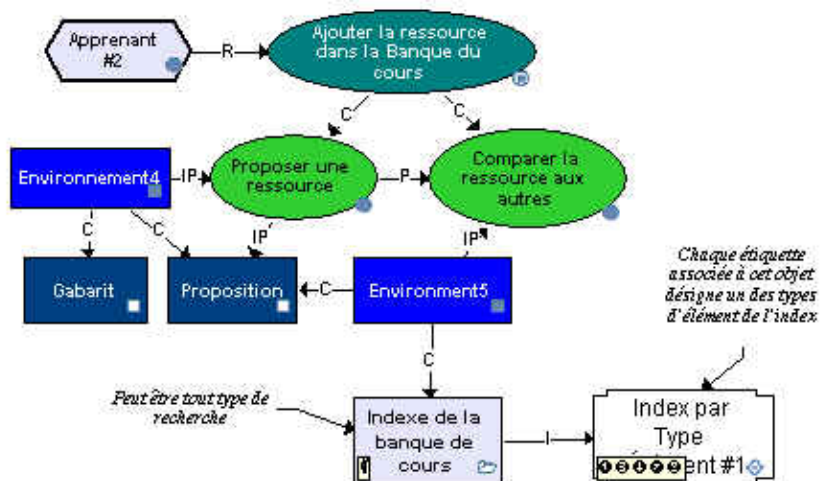 Apprenant
#2
R
Ajouter la ressource
dans la Banque du
cours
C
C
Environnement4
IP
Proposer une
ressource
P
Comparer la
ressource aux
autres
C
C
IP
IP
Gabarit
Proposition
C
Environment5
Chaque étiquette
associée à cet objet
désigne un des types
d'élément de l'index
C
Peut être tout type de
recherche
Indexe de la
banque de
cours
I
Index par
Type
ent #1